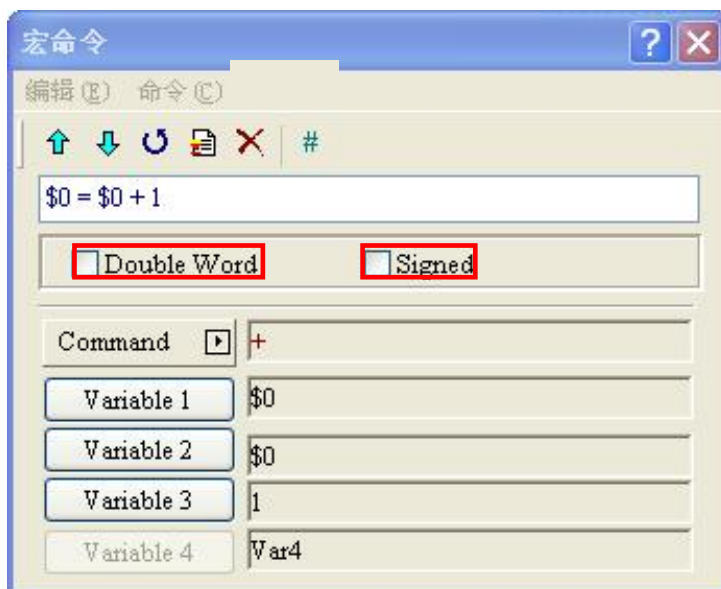 宏命令
编辑(E) 命令(C)
#
$0 = $0 + 1
Double Word Signed
Command +
Variable 1 $0
Variable 2 $0
Variable 3 1
Variable 4 Var4